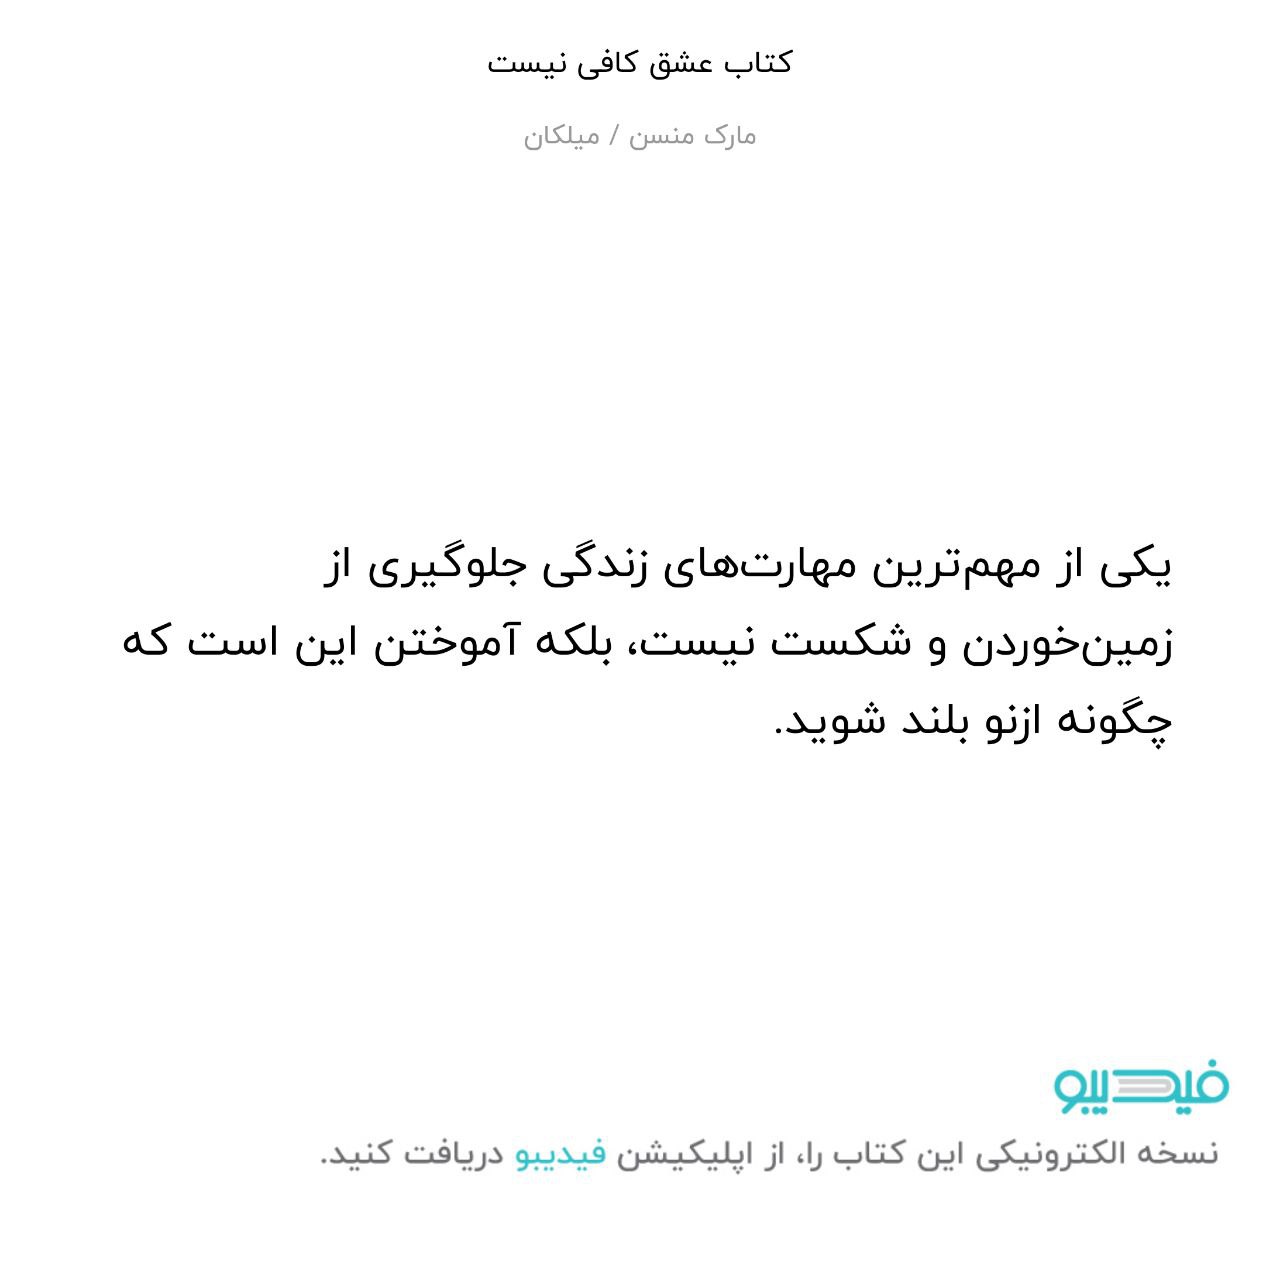 کتاب عشق کافی نیست
مارک منسن / میلکان
یکی از مهم‌ترین مهارت‌های زندگی جلوگیری از
زمین‌خوردن و شکست نیست، بلکه آموختن این است که
چگونه ازنو بلند شوید.
فیدیبو
نسخه الکترونیکی این کتاب را، از اپلیکیشن فیدیبو دریافت کنید.